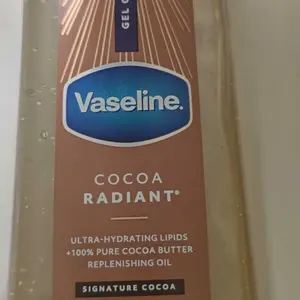 GEL O
Vaseline.
COCOA
RADIANT®
ULTRA-HYDRATING LIPIDS
+100% PURE COCOA BUTTER
REPLENISHING OIL
SIGNATURE COCOA